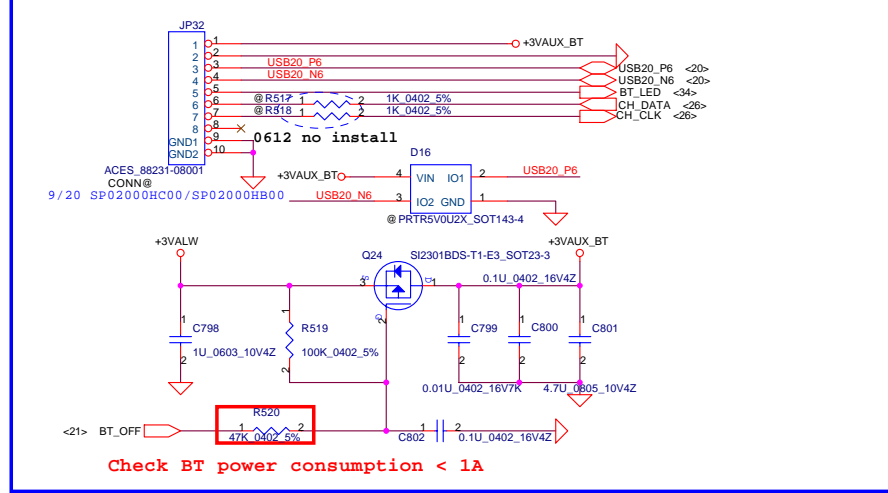 JP32
1 1 +3VAUX_BT
2 2
3 3 USB20_P6 USB20_P6 <20>
4 4 USB20_N6 USB20_N6 <20>
5 5 BT_LED <34>
6 6 @R517 1 2 1K_0402_5% CH_DATA <26>
7 7 @R518 1 2 1K_0402_5% CH_CLK <26>
8 8
GND1 9
GND2 10
0612 no install
ACES_88231-08001
CONN@
9/20 SP02000HC00/SP02000HB00
D16
+3VAUX_BT 4 VIN IO1 2 USB20_P6
USB20_N6 3 IO2 GND 1
@PRTR5V0U2X_SOT143-4
+3VALW
Q24 SI2301BDS-T1-E3_SOT23-3
+3VAUX_BT
S 3 D 1
G 2
0.1U_0402_16V4Z
1 C798 2
1U_0603_10V4Z
1 R519 2
100K_0402_5%
1 C799 2
0.01U_0402_16V7K
1 C800 2
1 C801 2
4.7U_0805_10V4Z
R520
<21> BT_OFF 1 2
47K_0402_5%
1 2
C802 0.1U_0402_16V4Z
Check BT power consumption < 1A